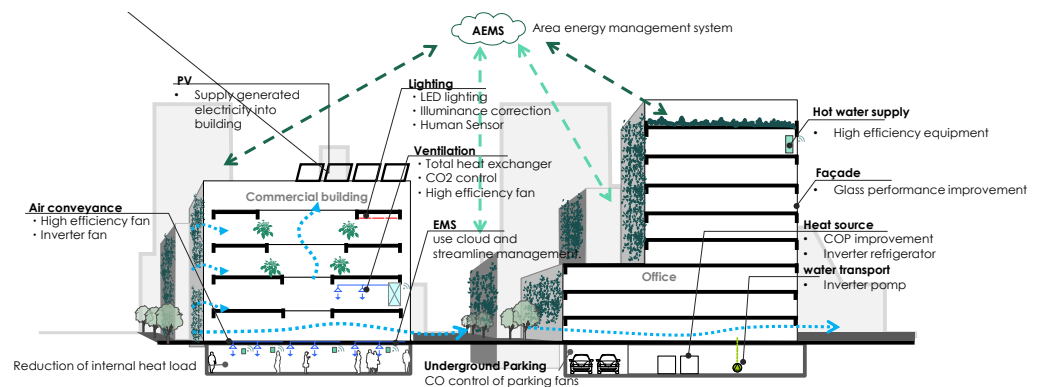 AEMS
Area energy management system
PV
• Supply generated
electricity into
building
Lighting
・LED lighting
・Illuminance correction
・Human Sensor
Ventilation
・Total heat exchanger
・CO2 control
・High efficiency fan
Hot water supply
• High efficiency equipment
Façade
• Glass performance improvement
Commercial building
Air conveyance
・High efficiency fan
・Inverter fan
EMS
use cloud and
streamline management.
Heat source
• COP improvement
• Inverter refrigerator
water transport
• Inverter pomp
Office
Reduction of internal heat load
Underground Parking
CO control of parking fans